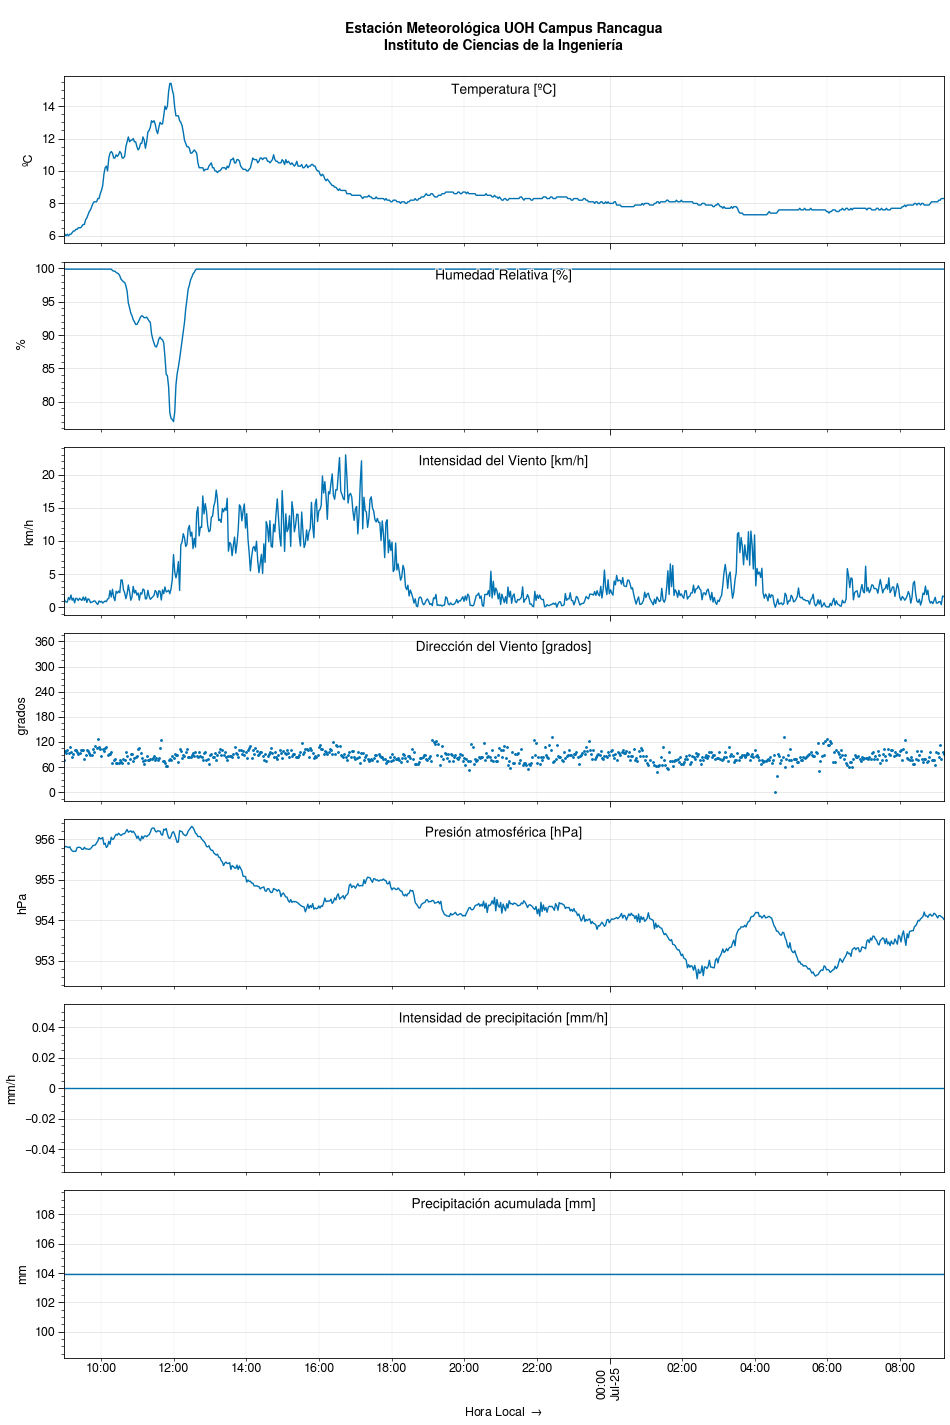 Estación Meteorológica UOH Campus Rancagua
Instituto de Ciencias de la Ingeniería
Temperatura [ºC]
14
12
10
8
6
ºC
Humedad Relativa [%]
100
95
90
85
80
%
Intensidad del Viento [km/h]
20
15
10
5
0
km/h
Dirección del Viento [grados]
360
300
240
180
120
60
0
grados
Presión atmosférica [hPa]
956
955
954
953
hPa
Intensidad de precipitación [mm/h]
0.04
0.02
0
−0.02
−0.04
mm/h
Precipitación acumulada [mm]
108
106
104
102
100
mm
10:00 12:00 14:00 16:00 18:00 20:00 22:00 00:00 02:00 04:00 06:00 08:00
Jul-25
Hora Local →